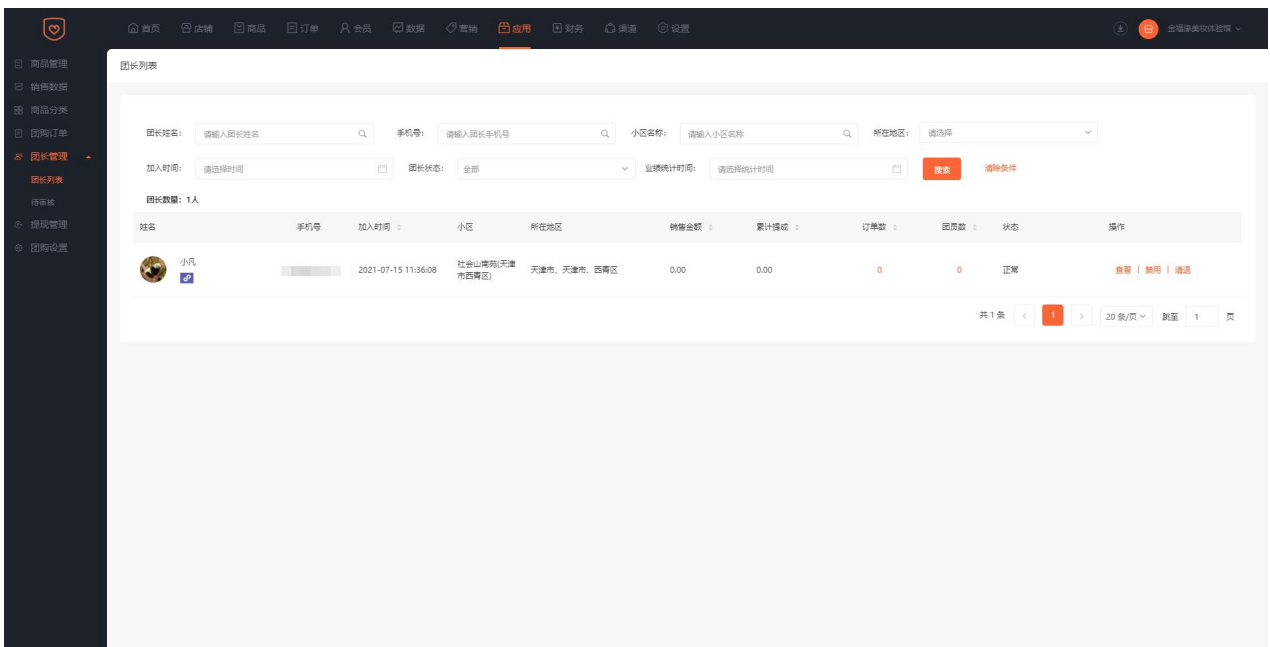 首页 店铺 商品 订单 会员 数据 营销 应用 财务 渠道 设置
商品管理
销售数据
商品分类
团购订单
团长管理
团长列表
待审核
提现管理
团购设置
团长列表
团长姓名: 请输入团长姓名 手机号: 请输入团长手机号 小区名称: 请输入小区名称 所在地区: 请选择
加入时间: 请选择时间 团长状态: 全部 业绩统计时间: 请选择统计时间 搜索 清除条件
团长数量: 1人
姓名 手机号 加入时间 小区 所在地区 销售金额 累计提成 订单数 团员数 状态 操作
小凡 2021-07-15 11:36:08 社会山南苑(天津市西青区) 天津市、天津市、西青区 0.00 0.00 0 0 正常 查看 | 禁用 | 清退
共 1 条 < 1 > 20 条/页 跳至 1 页